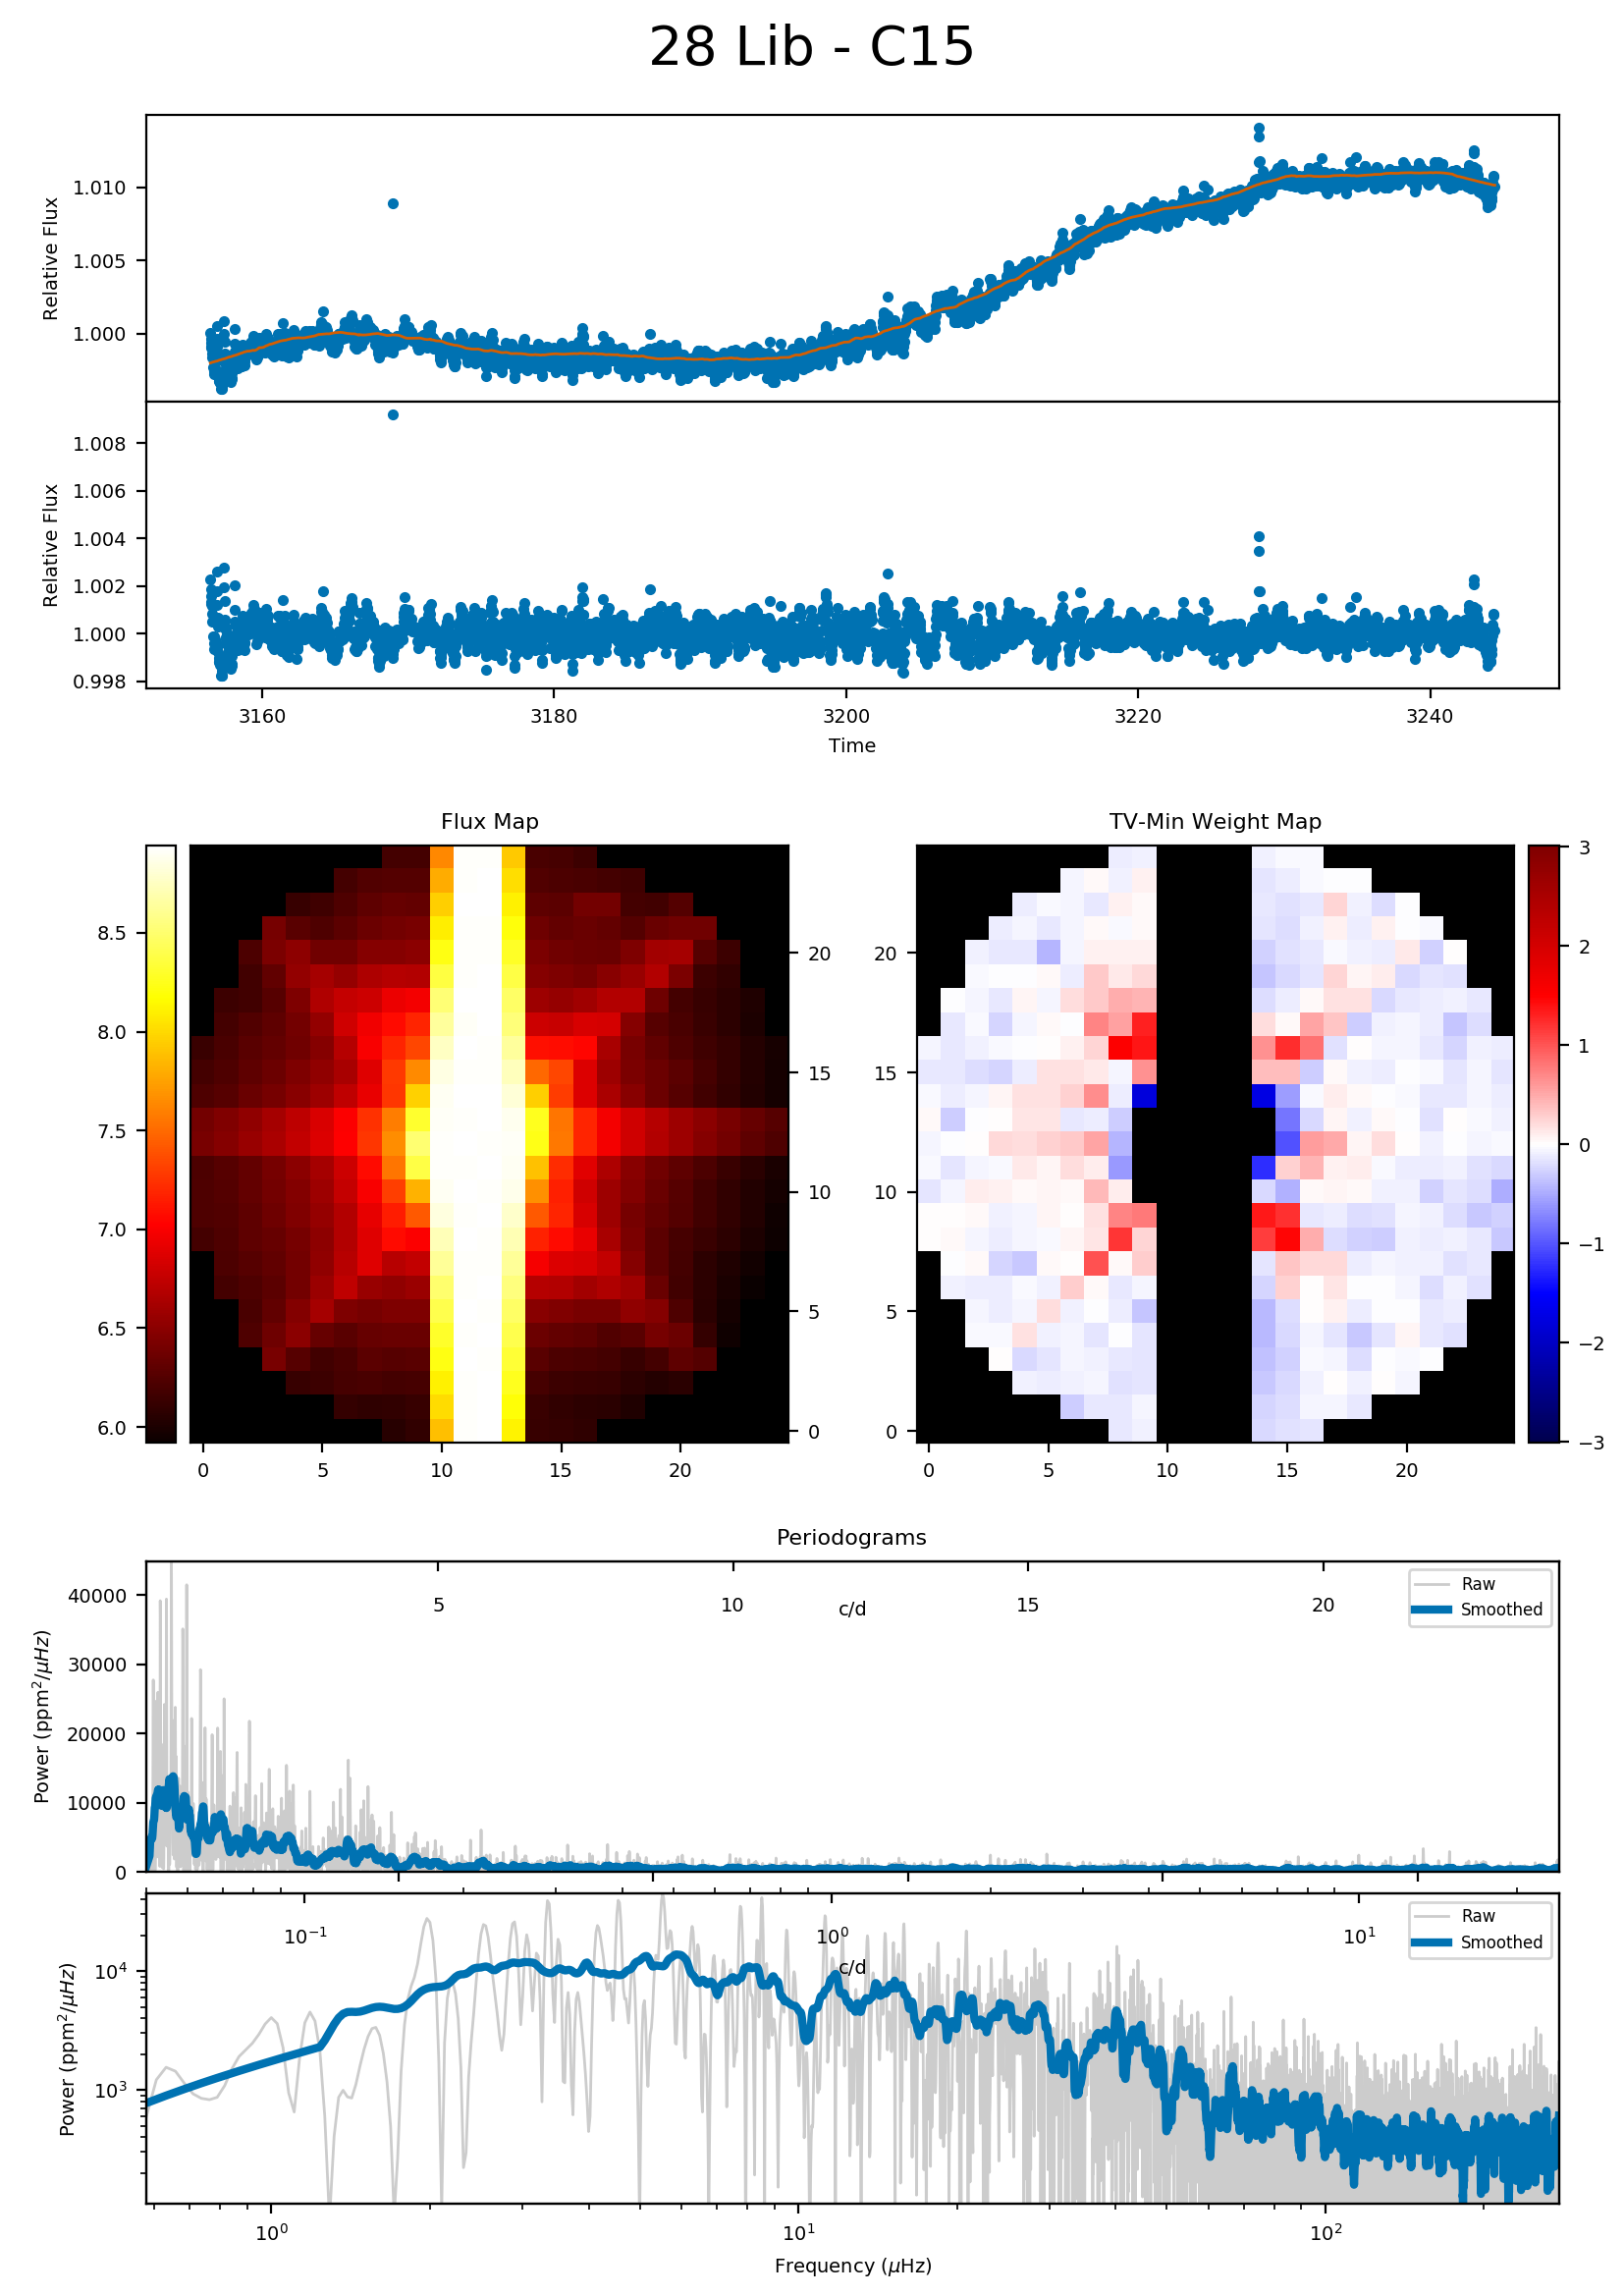 28 Lib - C15
Relative Flux
1.010
1.005
1.000
Relative Flux
1.008
1.006
1.004
1.002
1.000
0.998
3160 3180 3200 3220 3240
Time
Flux Map
TV-Min Weight Map
8.5
8.0
7.5
7.0
6.5
6.0
20
15
10
5
0
0 5 10 15 20
20
15
10
5
0
0 5 10 15 20
3
2
1
0
−1
−2
−3
Periodograms
Power (ppm²/μHz)
40000
30000
20000
10000
0
5 10 15 20
c/d
Raw
Smoothed
Power (ppm²/μHz)
10⁴
10³
10⁻¹ 10⁰ 10¹
c/d
Raw
Smoothed
10⁰ 10¹ 10²
Frequency (μHz)